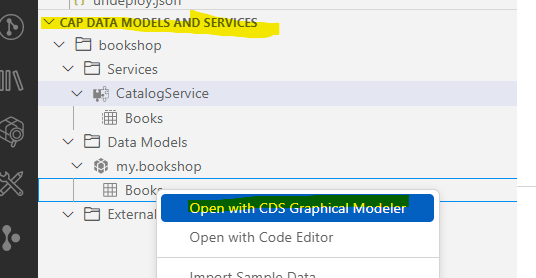 undeploy.json
CAP DATA MODELS AND SERVICES
bookshop
Services
CatalogService
Books
Data Models
my.bookshop
Books
Open with CDS Graphical Modeler
External
Open with Code Editor
Import Sample Data